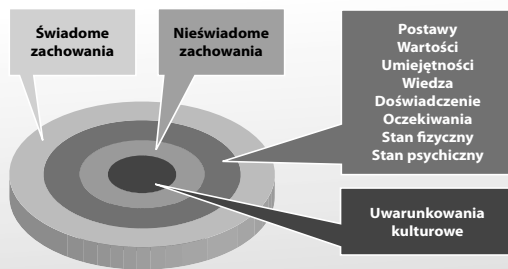 Świadome
zachowania
Nieświadome
zachowania
Postawy
Wartości
Umiejętności
Wiedza
Doświadczenie
Oczekiwania
Stan fizyczny
Stan psychiczny
Uwarunkowania
kulturowe